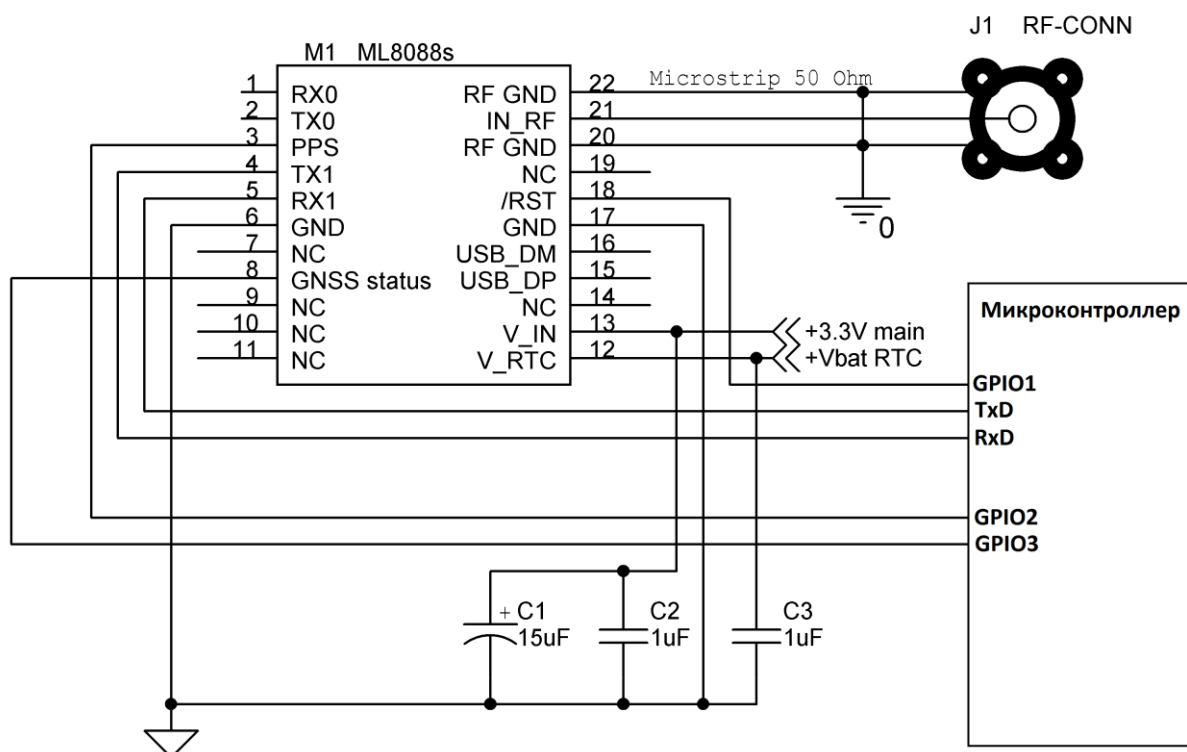 J1 RF-CONN
M1 ML8088s
Microstrip 50 Ohm
1 RX0 RF GND 22
2 TX0 IN_RF 21
3 PPS RF GND 20
4 TX1 NC 19
5 RX1 /RST 18
6 GND GND 17
7 NC USB_DM 16
8 GNSS status USB_DP 15
9 NC NC 14
10 NC V_IN 13
11 NC V_RTC 12
0
+3.3V main
+Vbat RTC
Микроконтроллер
GPIO1
TxD
RxD
GPIO2
GPIO3
+ C1
15uF
C2
1uF
C3
1uF